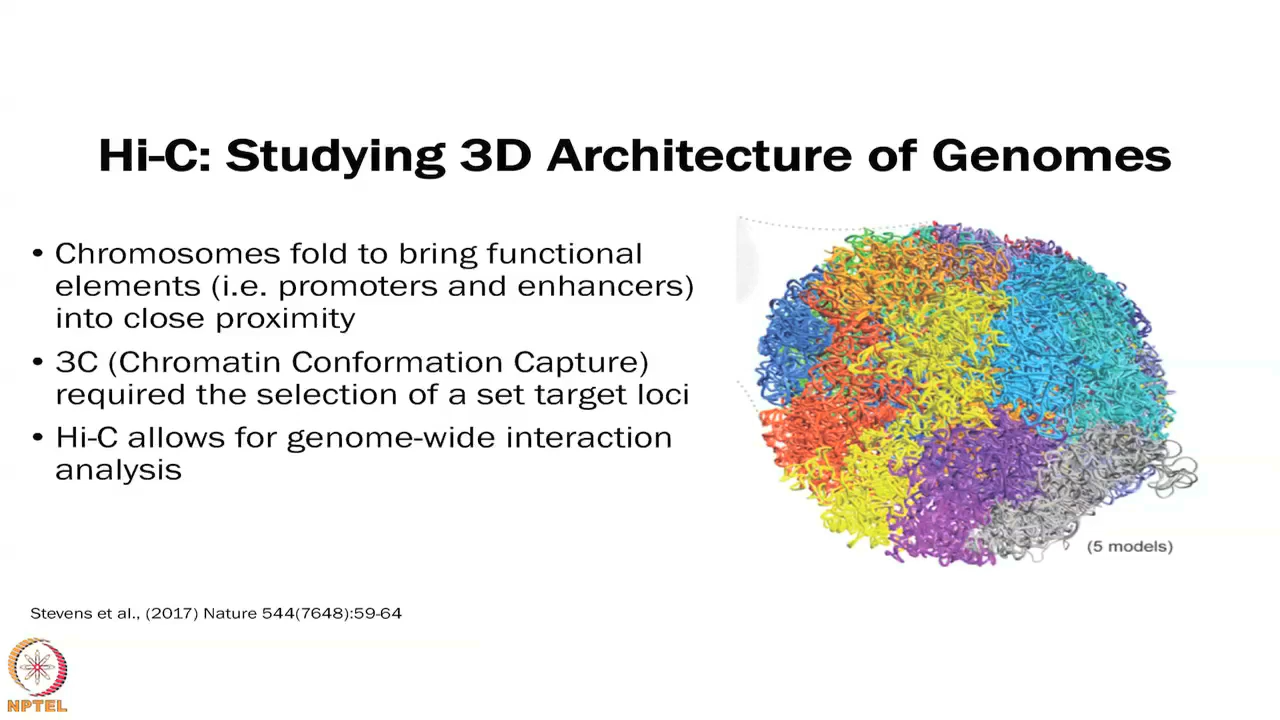 Hi-C: Studying 3D Architecture of Genomes
• Chromosomes fold to bring functional
elements (i.e. promoters and enhancers)
into close proximity
• 3C (Chromatin Conformation Capture)
required the selection of a set target loci
• Hi-C allows for genome-wide interaction
analysis
(5 models)
Stevens et al., (2017) Nature 544(7648):59-64
NPTEL